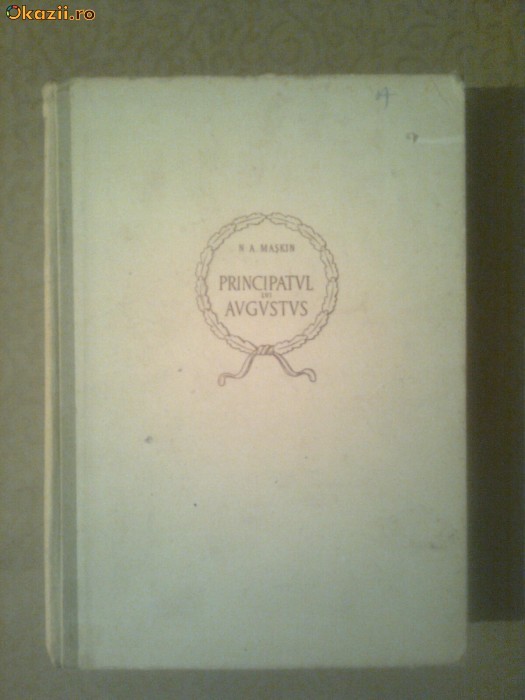 Okazii.ro
N. A. MAȘKIN
PRINCIPATVL
LUI
AVGVSTVS